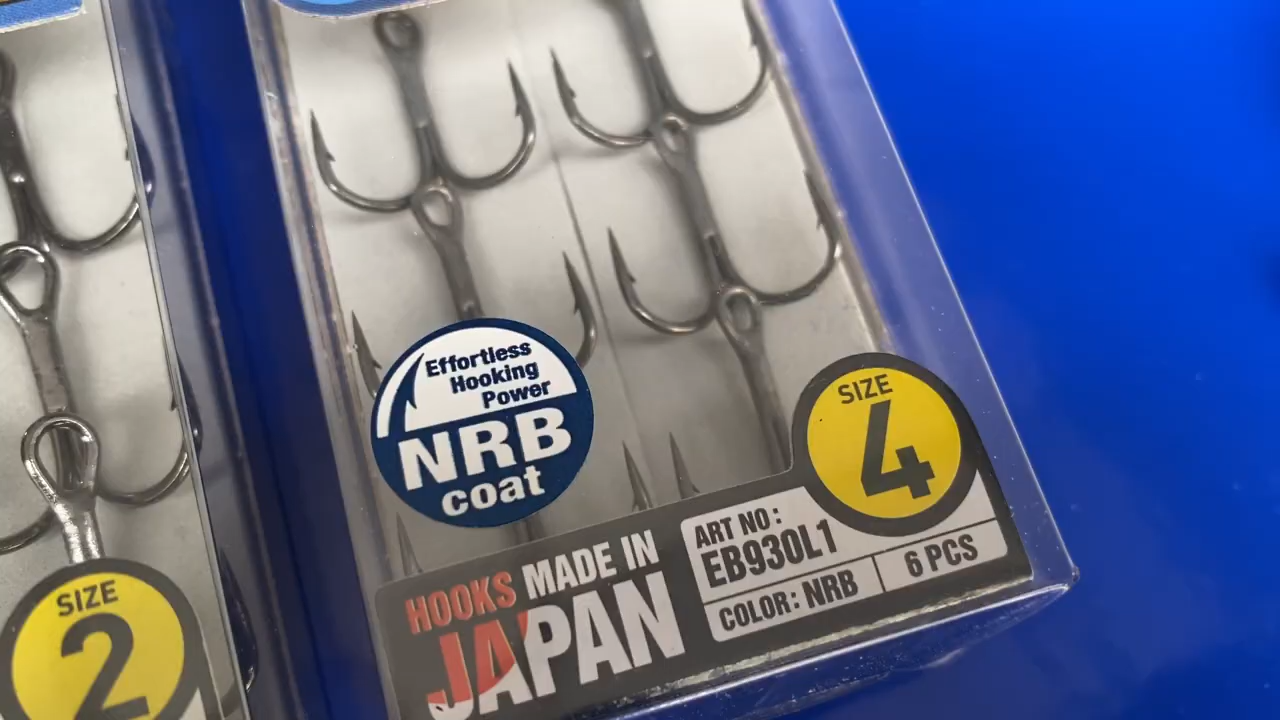 Effortless
Hooking
Power
NRB
coat
SIZE
4
HOOKS MADE IN
JAPAN
ART NO:
EB930L1
COLOR: NRB
6 PCS
SIZE
2